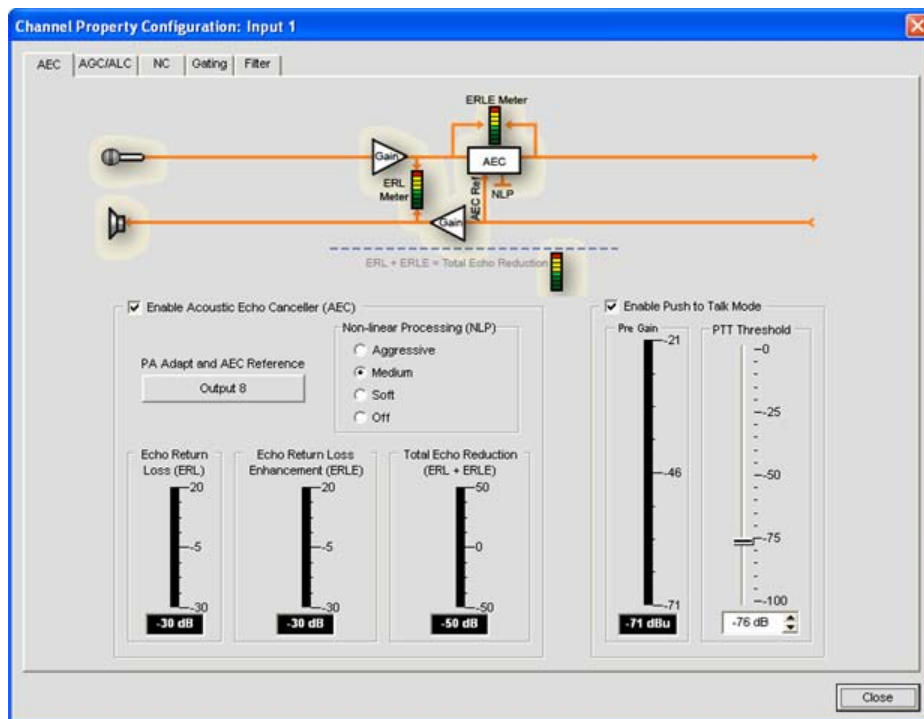 Channel Property Configuration: Input 1
AEC
AGC/ALC
NC
Gating
Filter
ERLE Meter
Gain
AEC
ERL
Meter
AEC Ref
NLP
Gain
ERL + ERLE = Total Echo Reduction
Enable Acoustic Echo Canceller (AEC)
PA Adapt and AEC Reference
Output 8
Non-linear Processing (NLP)
Aggressive
Medium
Soft
Off
Echo Return
Loss (ERL)
20
-5
-30
-30 dB
Echo Return Loss
Enhancement (ERLE)
20
-5
-30
-30 dB
Total Echo Reduction
(ERL + ERLE)
50
0
-50
-50 dB
Enable Push to Talk Mode
Pre Gain
-21
-46
-71
-71 dBu
PTT Threshold
0
-25
-50
-75
-100
-76 dB
Close